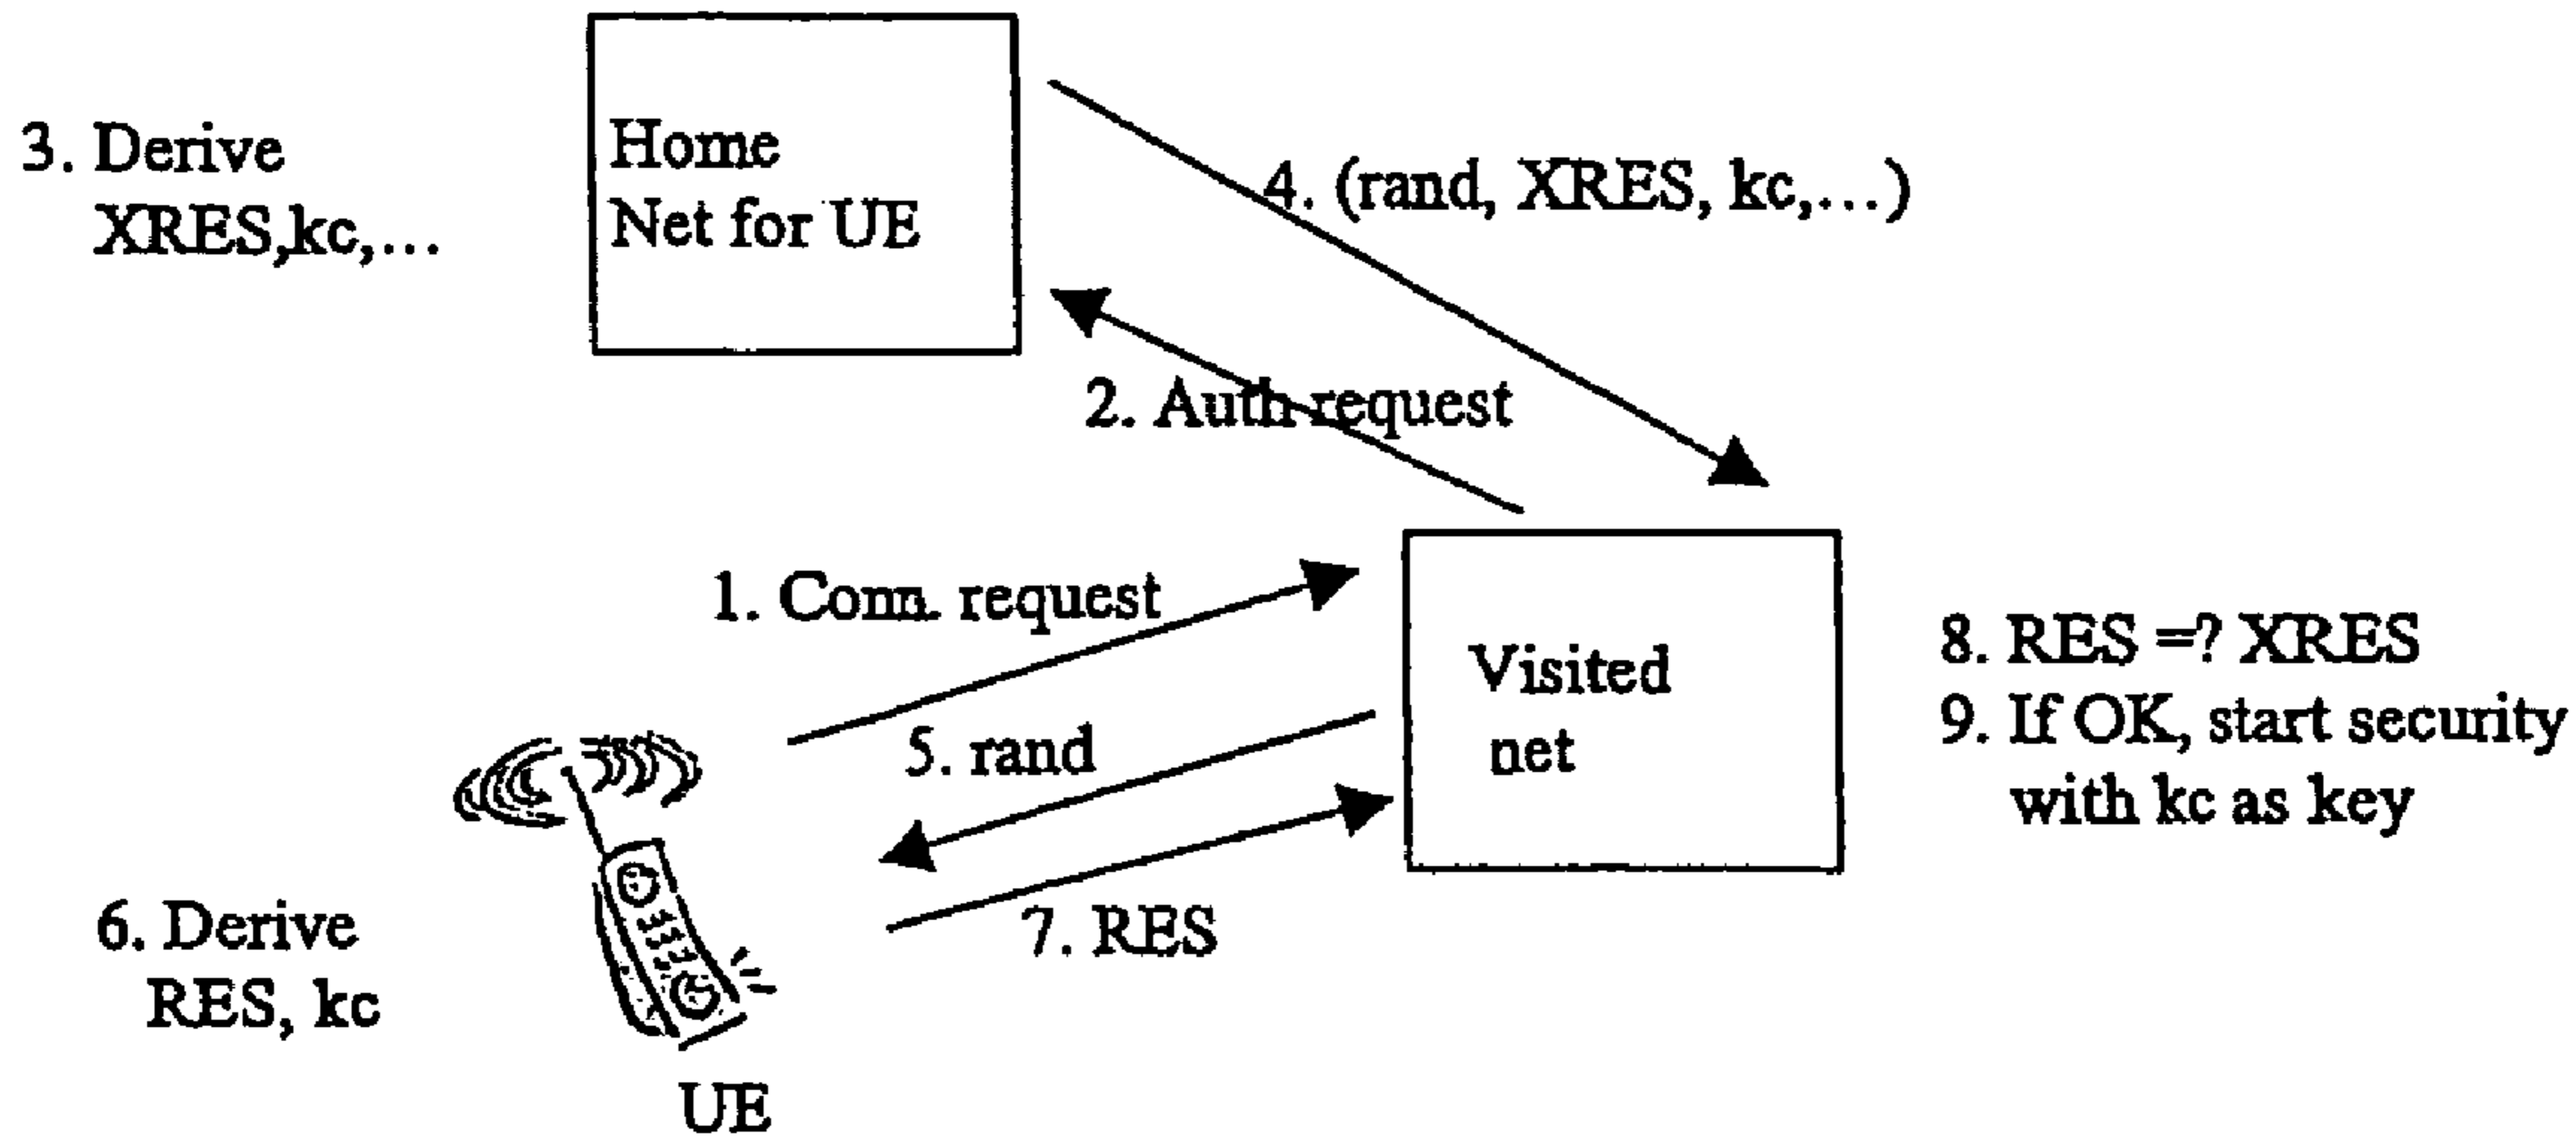 3. Derive
XRES,kc,...
Home
Net for UE
4. (rand, XRES, kc,...)
2. Auth request
1. Conn. request
Visited
net
5. rand
8. RES =? XRES
9. If OK, start security
with kc as key
6. Derive
RES, kc
7. RES
UE